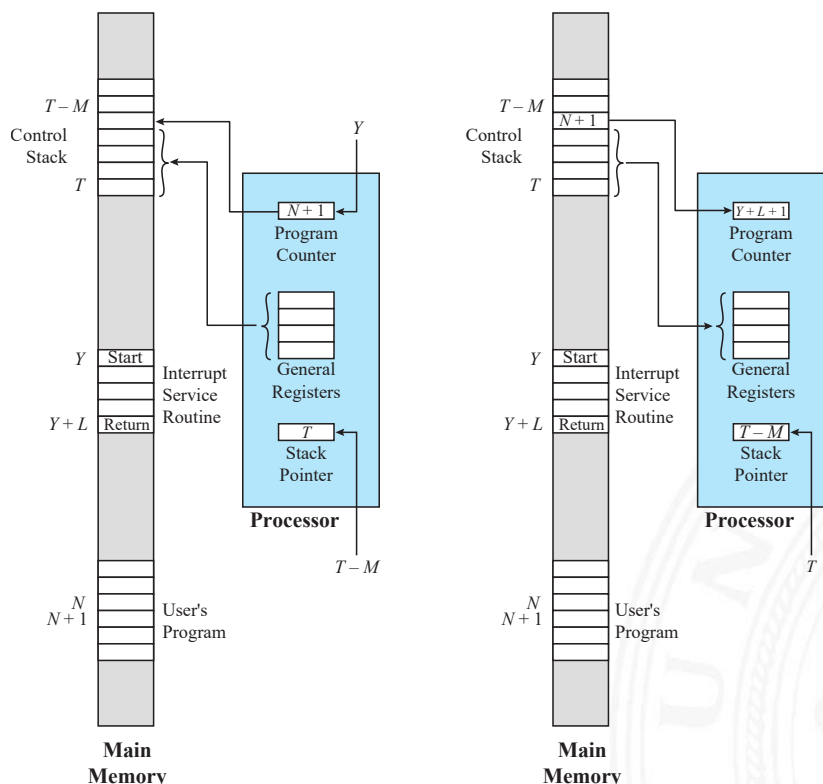 T – M
Control
Stack
T
Y
N + 1
Program
Counter
General
Registers
Y
Start
Interrupt
Service
Routine
Y + L
Return
T
Stack
Pointer
Processor
T – M
N
N + 1
User's
Program
Main
Memory
T – M
N + 1
Control
Stack
T
Y + L + 1
Program
Counter
General
Registers
Y
Start
Interrupt
Service
Routine
Y + L
Return
T – M
Stack
Pointer
Processor
T
N
N + 1
User's
Program
Main
Memory
U N